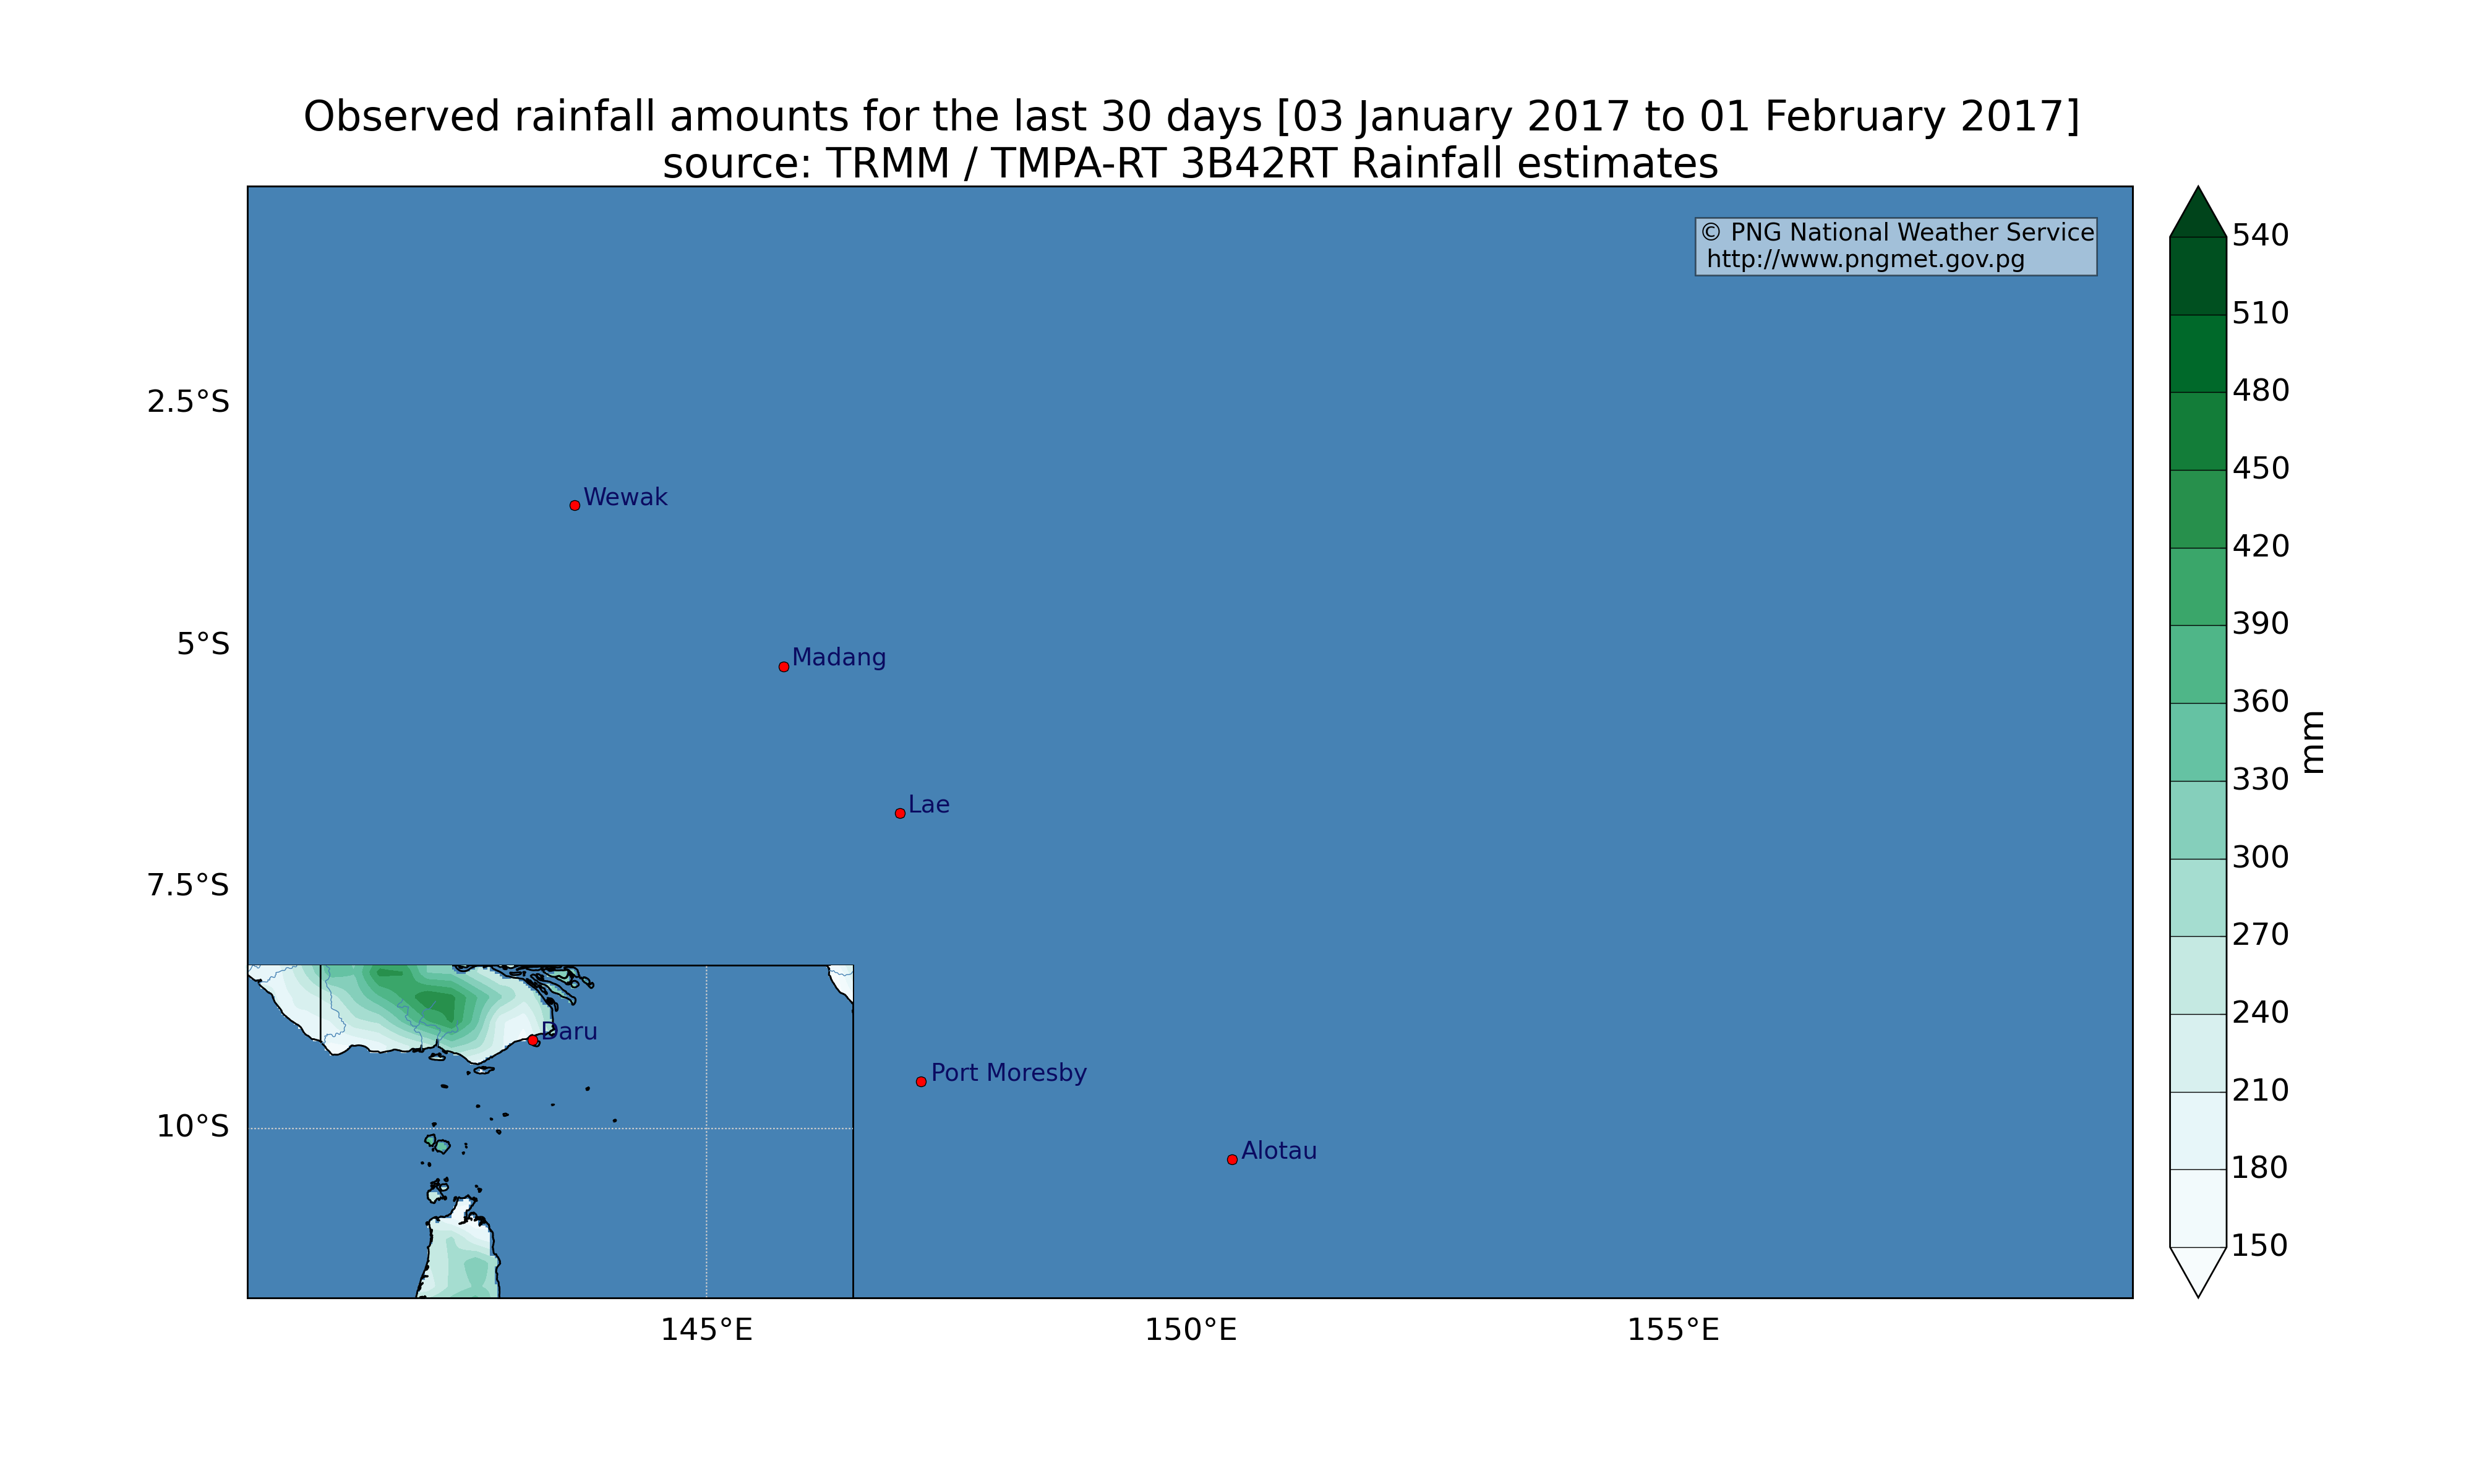 Observed rainfall amounts for the last 30 days [03 January 2017 to 01 February 2017]
source: TRMM / TMPA-RT 3B42RT Rainfall estimates
© PNG National Weather Service
http://www.pngmet.gov.pg
2.5°S
5°S
7.5°S
10°S
Wewak
Madang
Lae
Daru
Port Moresby
Alotau
145°E
150°E
155°E
540
510
480
450
420
390
360
330
300
270
240
210
180
150
mm